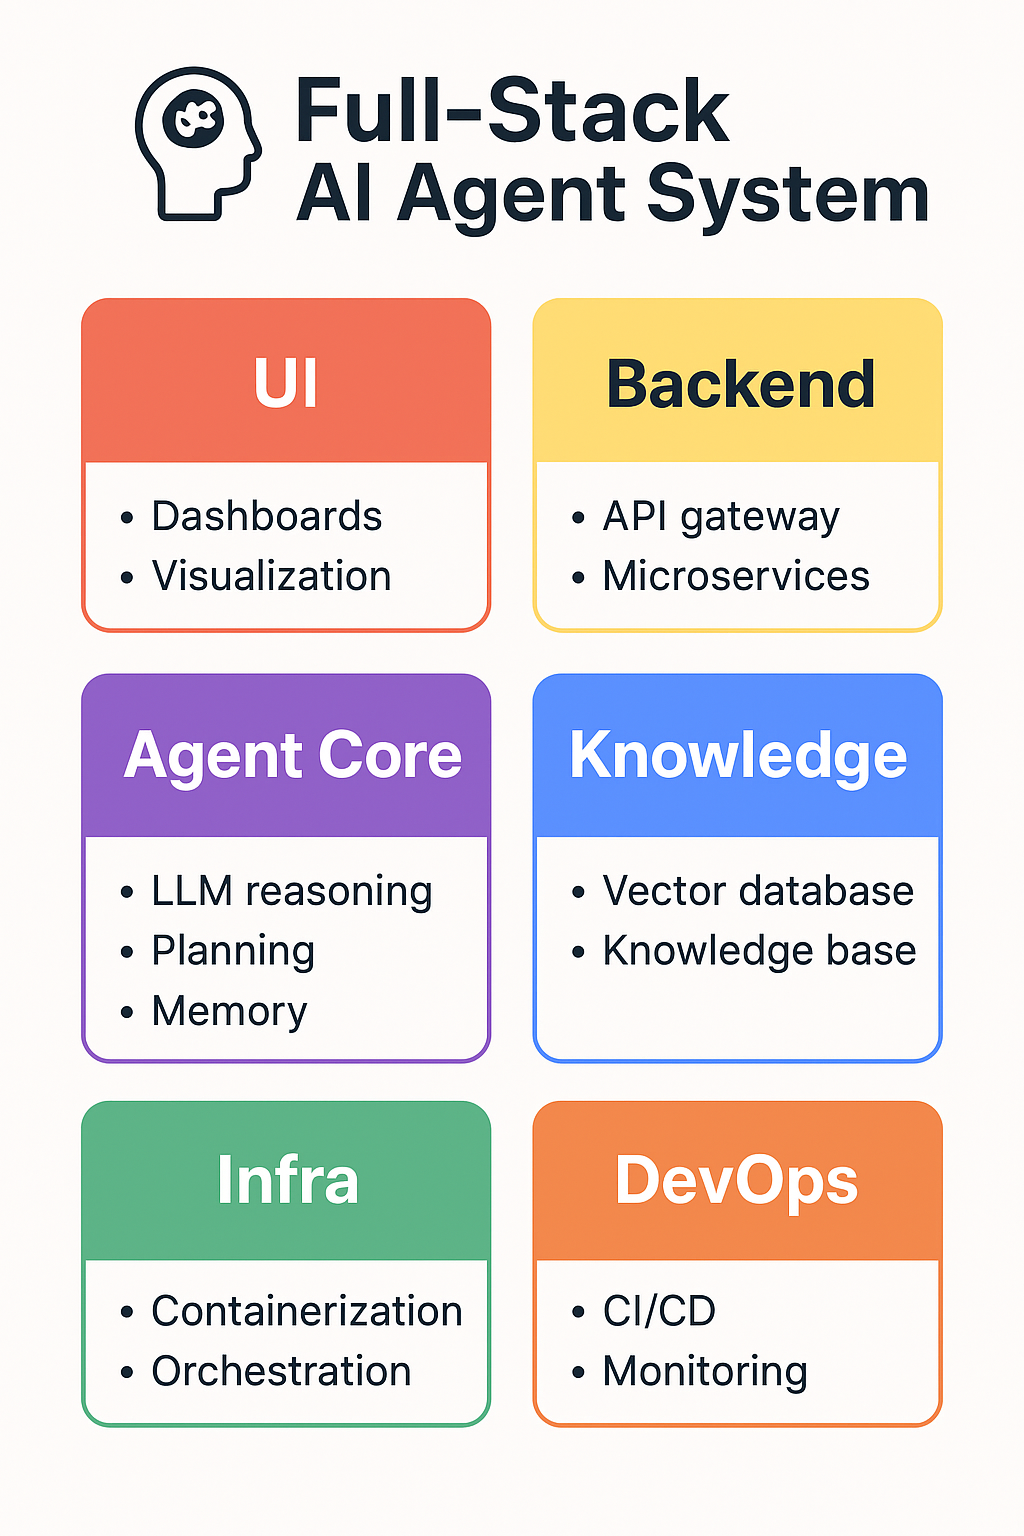 Full-Stack
AI Agent System
UI
• Dashboards
• Visualization
Backend
• API gateway
• Microservices
Agent Core
• LLM reasoning
• Planning
• Memory
Knowledge
• Vector database
• Knowledge base
Infra
• Containerization
• Orchestration
DevOps
• CI/CD
• Monitoring